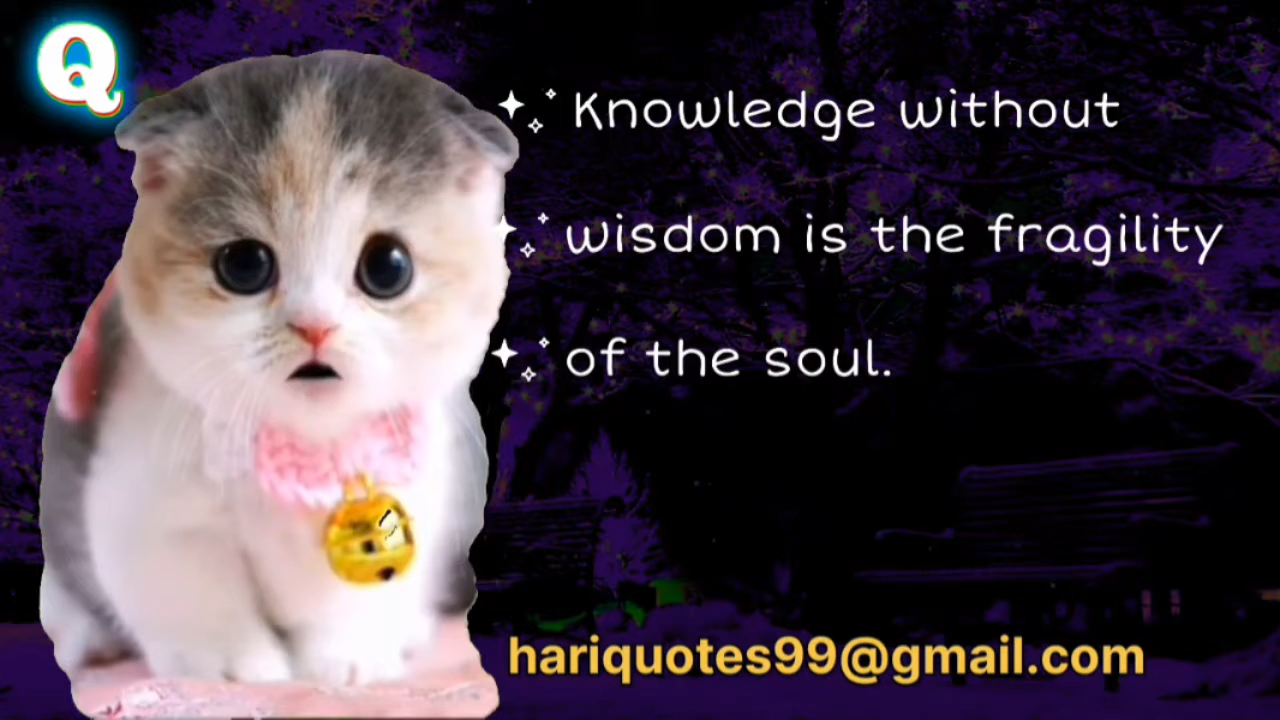 Q
Knowledge without
wisdom is the fragility
of the soul.
hariquotes99@gmail.com